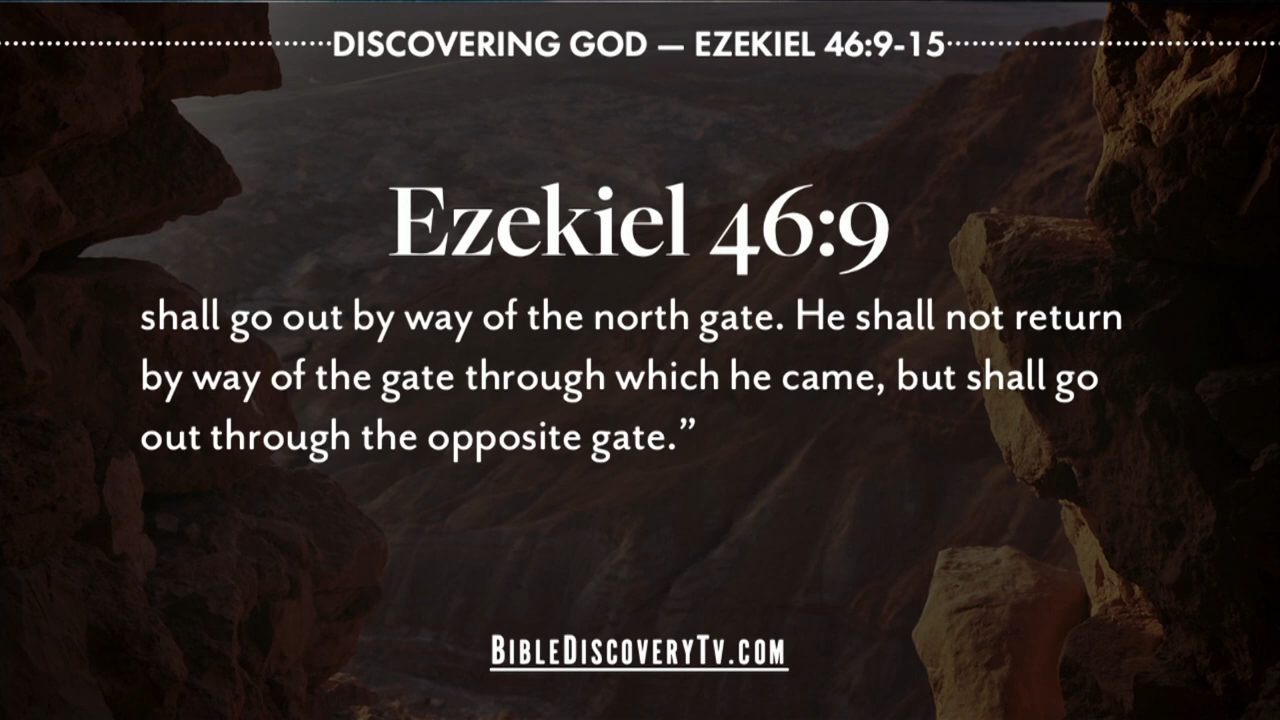 DISCOVERING GOD — EZEKIEL 46:9-15
Ezekiel 46:9
shall go out by way of the north gate. He shall not return
by way of the gate through which he came, but shall go
out through the opposite gate.”
BIBLEDISCOVERYTV.COM